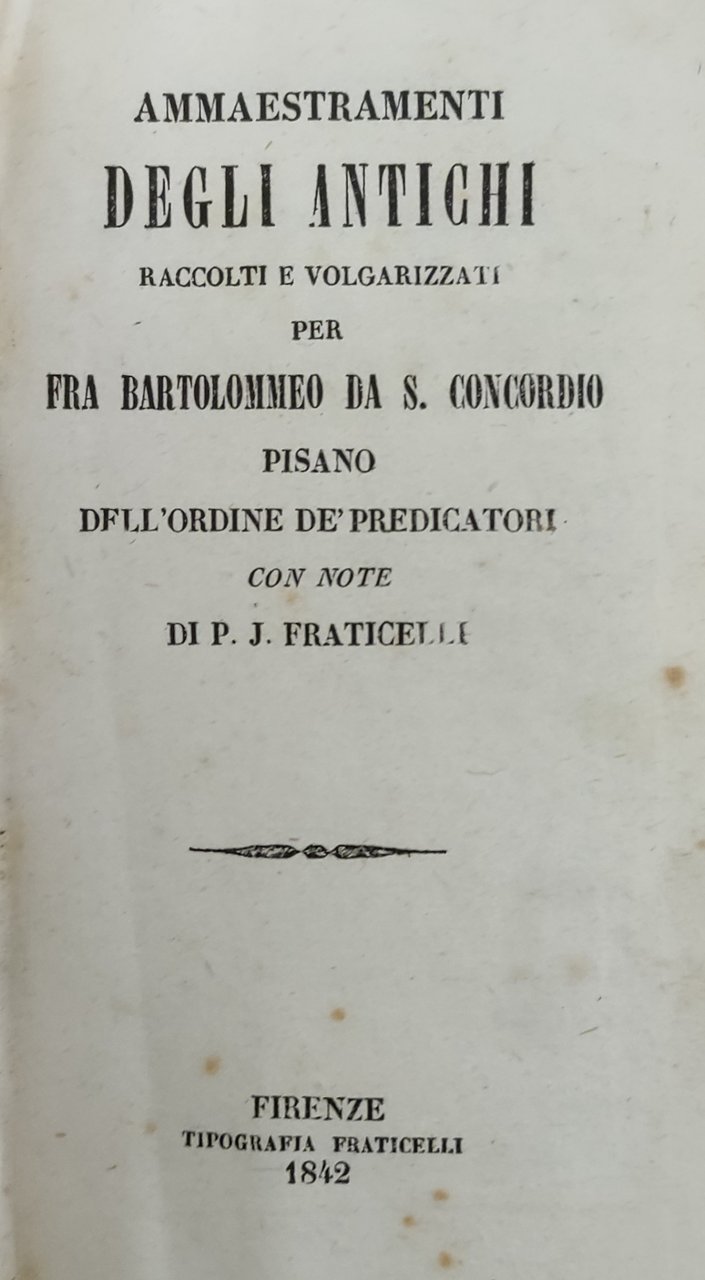 AMMAESTRAMENTI
DEGLI ANTICHI
RACCOLTI E VOLGARIZZATI
PER
FRA BARTOLOMMEO DA S. CONCORDIO
PISANO
DELL'ORDINE DE' PREDICATORI
CON NOTE
DI P. J. FRATICELLI
FIRENZE
TIPOGRAFIA FRATICELLI
1842